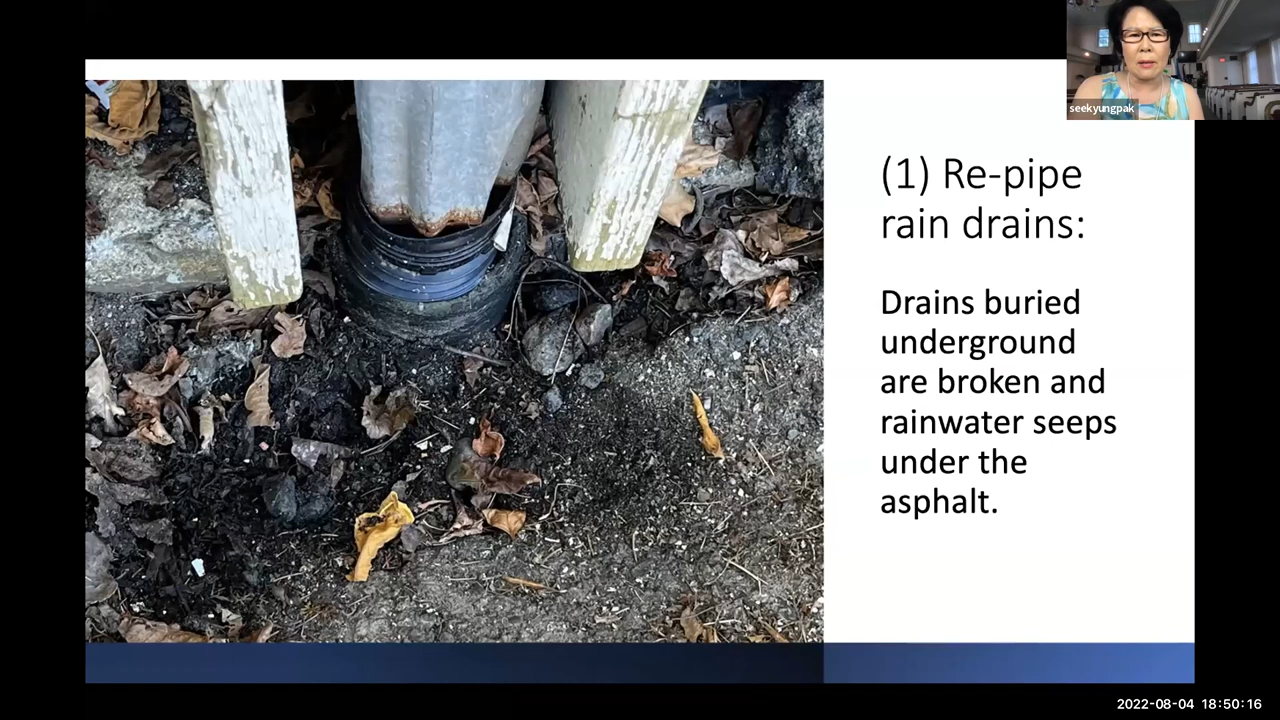 seekyungpak
(1) Re-pipe
rain drains:
Drains buried
underground
are broken and
rainwater seeps
under the
asphalt.
2022-08-04 18:50:16